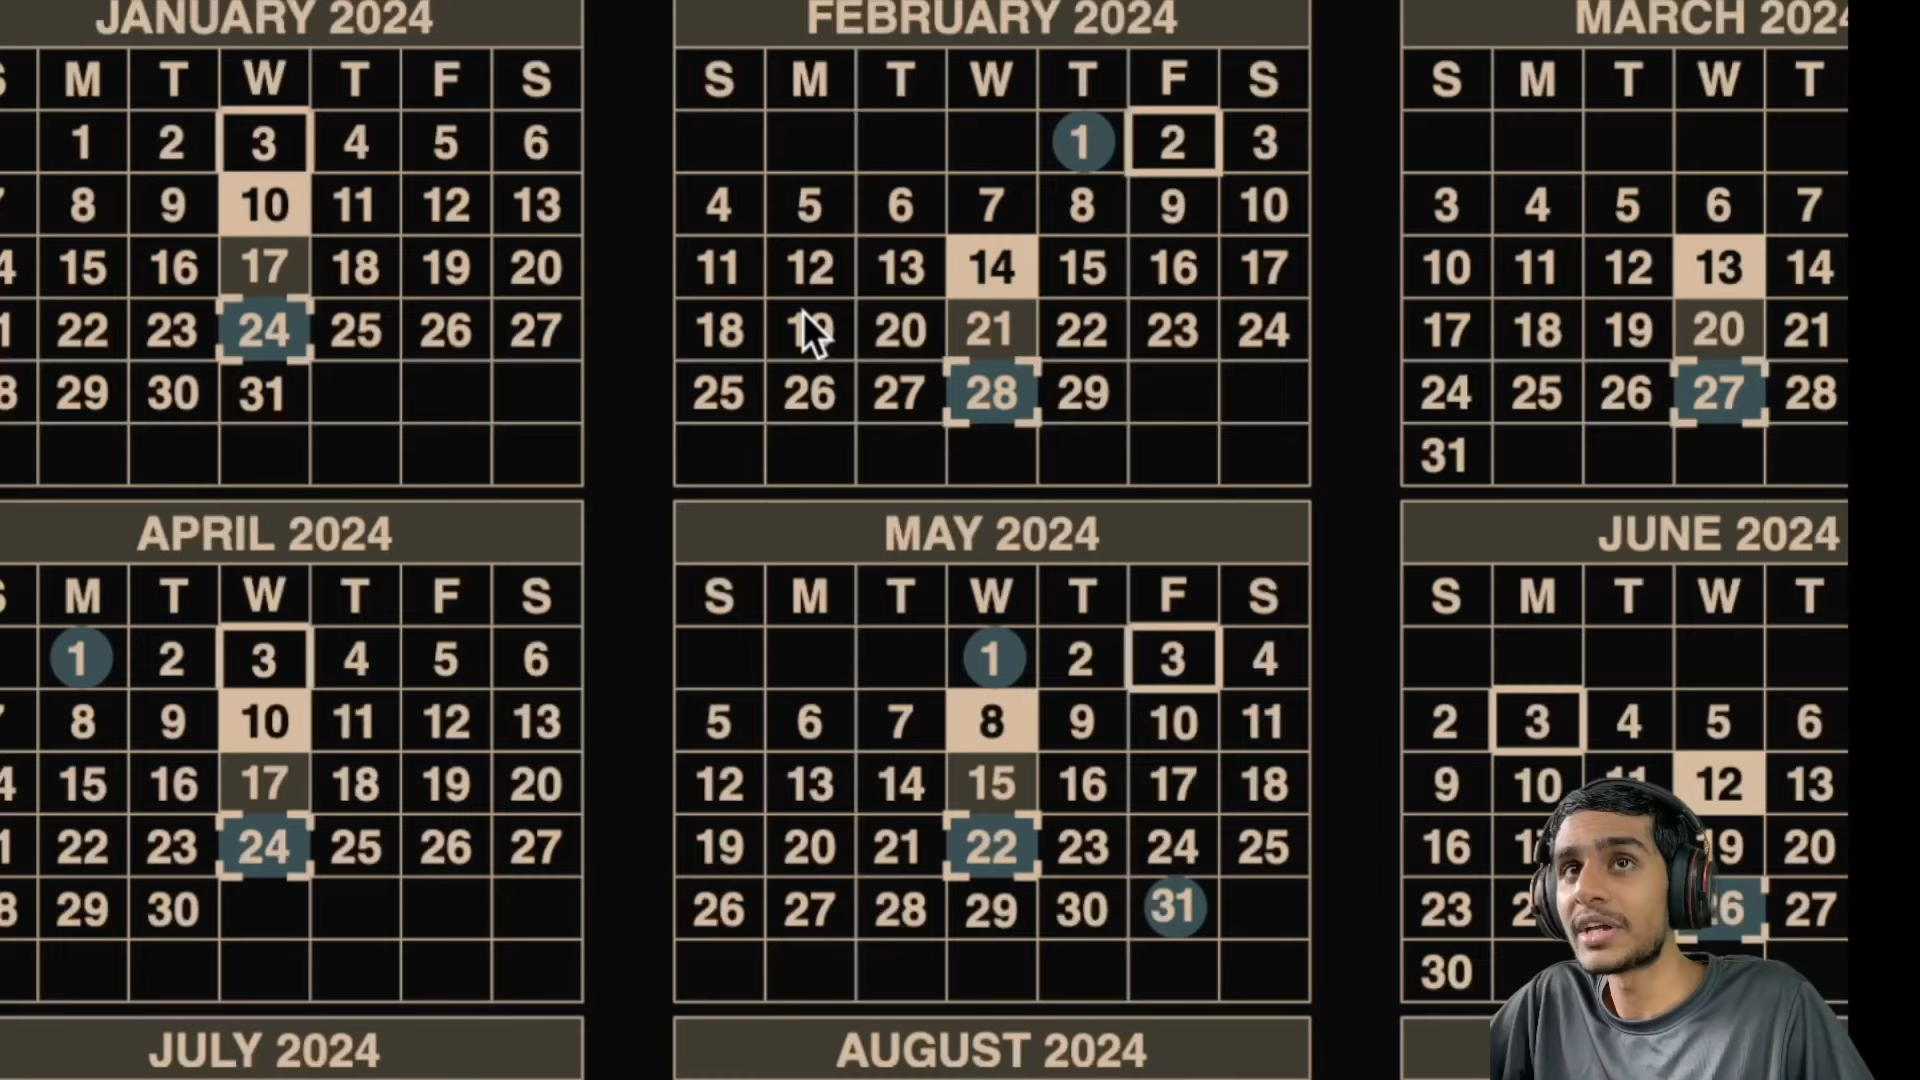 JANUARY 2024
M T W T F S
1 2 3 4 5 6
8 9 10 11 12 13
15 16 17 18 19 20
22 23 24 25 26 27
29 30 31
FEBRUARY 2024
S M T W T F S
1 2 3
4 5 6 7 8 9 10
11 12 13 14 15 16 17
18 20 21 22 23 24
25 26 27 28 29
MARCH 2024
S M T W T
3 4 5 6 7
10 11 12 13 14
17 18 19 20 21
24 25 26 27 28
31
APRIL 2024
M T W T F S
1 2 3 4 5 6
8 9 10 11 12 13
15 16 17 18 19 20
22 23 24 25 26 27
29 30
MAY 2024
S M T W T F S
1 2 3 4
5 6 7 8 9 10 11
12 13 14 15 16 17 18
19 20 21 22 23 24 25
26 27 28 29 30 31
JUNE 2024
S M T W T
2 3 4 5 6
9 10 11 12 13
16 20
23 27
30
JULY 2024
AUGUST 2024